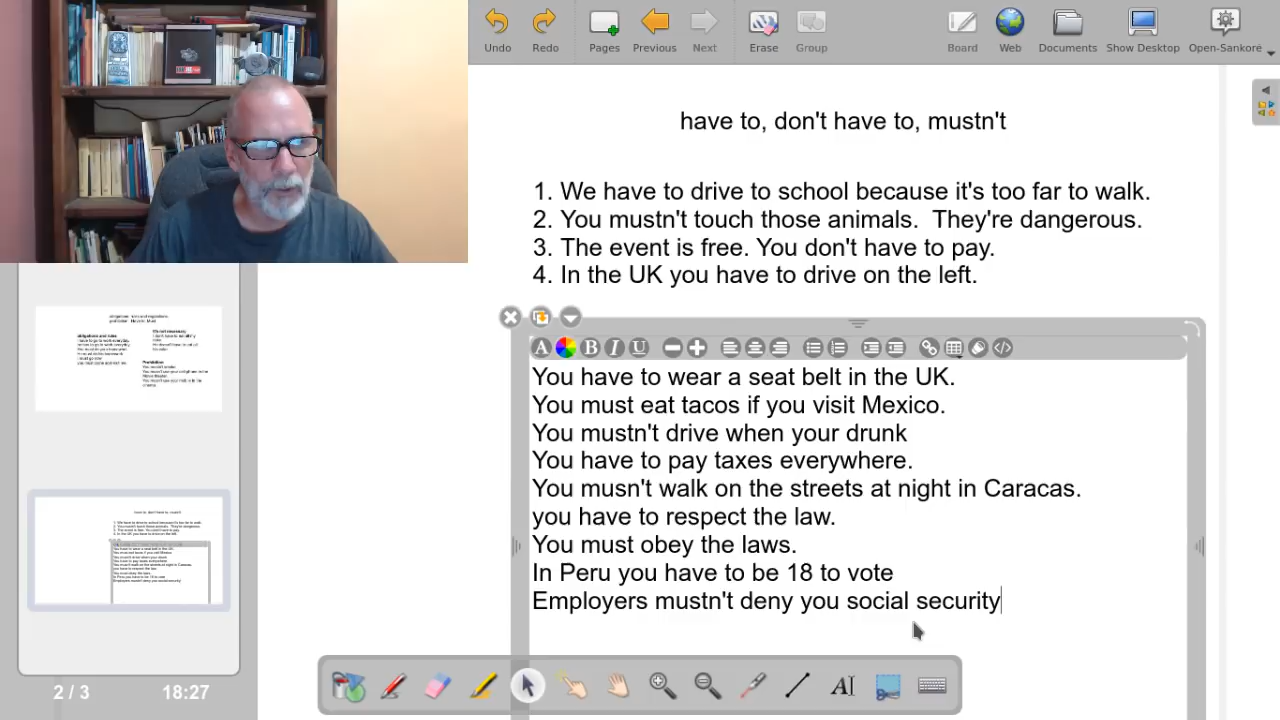 Undo Redo Pages Previous Next Erase Group Board Web Documents Show Desktop Open-Sankoré
have to, don't have to, mustn't
1. We have to drive to school because it's too far to walk.
2. You mustn't touch those animals.  They're dangerous.
3. The event is free. You don't have to pay.
4. In the UK you have to drive on the left.
You have to wear a seat belt in the UK.
You must eat tacos if you visit Mexico.
You mustn't drive when your drunk
You have to pay taxes everywhere.
You musn't walk on the streets at night in Caracas.
you have to respect the law.
You must obey the laws.
In Peru you have to be 18 to vote
Employers mustn't deny you social security
2 / 3 18:27